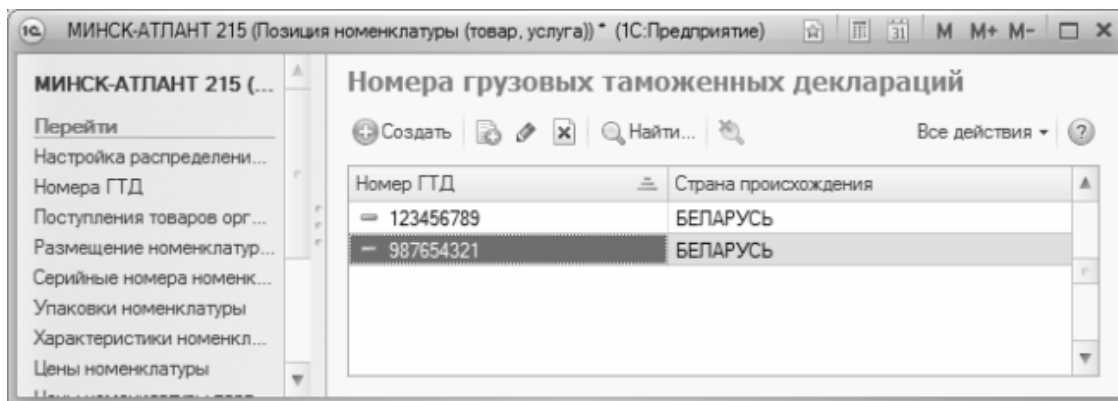 1С МИНСК-АТЛАНТ 215 (Позиция номенклатуры (товар, услуга)) * (1С:Предприятие) 31 M M+ M-
МИНСК-АТЛАНТ 215 (...
Перейти
Настройка распределени...
Номера ГТД
Поступления товаров орг...
Размещение номенклатур...
Серийные номера номенк...
Упаковки номенклатуры
Характеристики номенкл...
Цены номенклатуры
Номера грузовых таможенных деклараций
Создать Найти... Все действия ?
Номер ГТД Страна происхождения
123456789 БЕЛАРУСЬ
987654321 БЕЛАРУСЬ